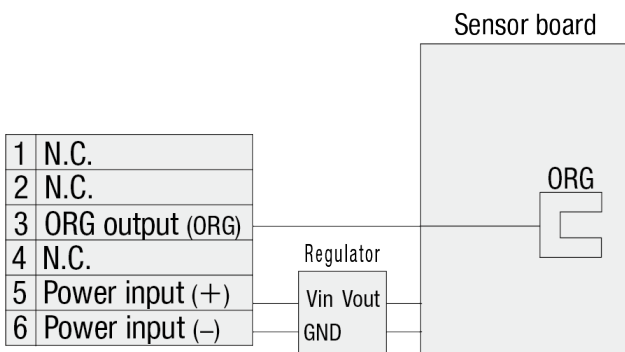 Sensor board
1 N.C.
2 N.C.
3 ORG output (ORG)
4 N.C.
5 Power input (+)
6 Power input (–)
Regulator
Vin Vout
GND
ORG